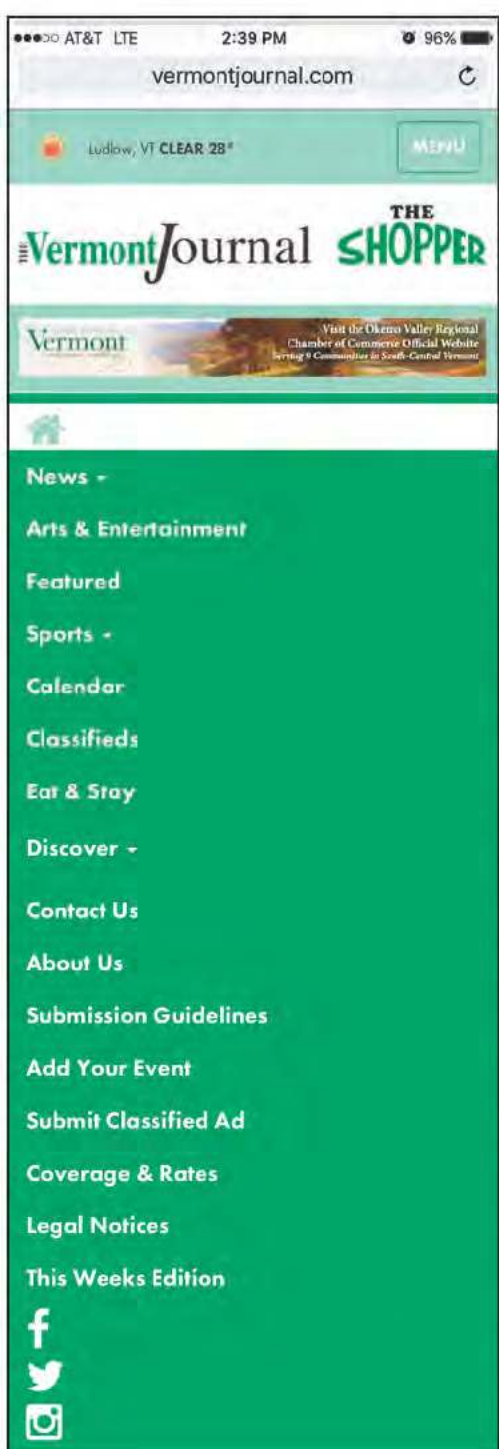 AT&T LTE 2:39 PM 96%
vermontjournal.com
Ludlow, VT CLEAR 28° MENU
THE Vermont Journal THE SHOPPER
Vermont
Visit the Okemo Valley Regional
Chamber of Commerce Official Website
Serving 9 Communities in South-Central Vermont
News
Arts & Entertainment
Featured
Sports
Calendar
Classifieds
Eat & Stay
Discover
Contact Us
About Us
Submission Guidelines
Add Your Event
Submit Classified Ad
Coverage & Rates
Legal Notices
This Weeks Edition